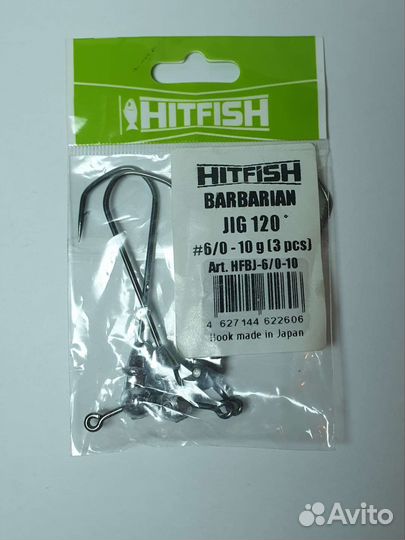 HITFISH
HITFISH
BARBARIAN
JIG 120°
#6/0 - 10 g (3 pcs)
Art. HFBJ-6/0-10
4 627144 622606
Hook made in Japan
Avito